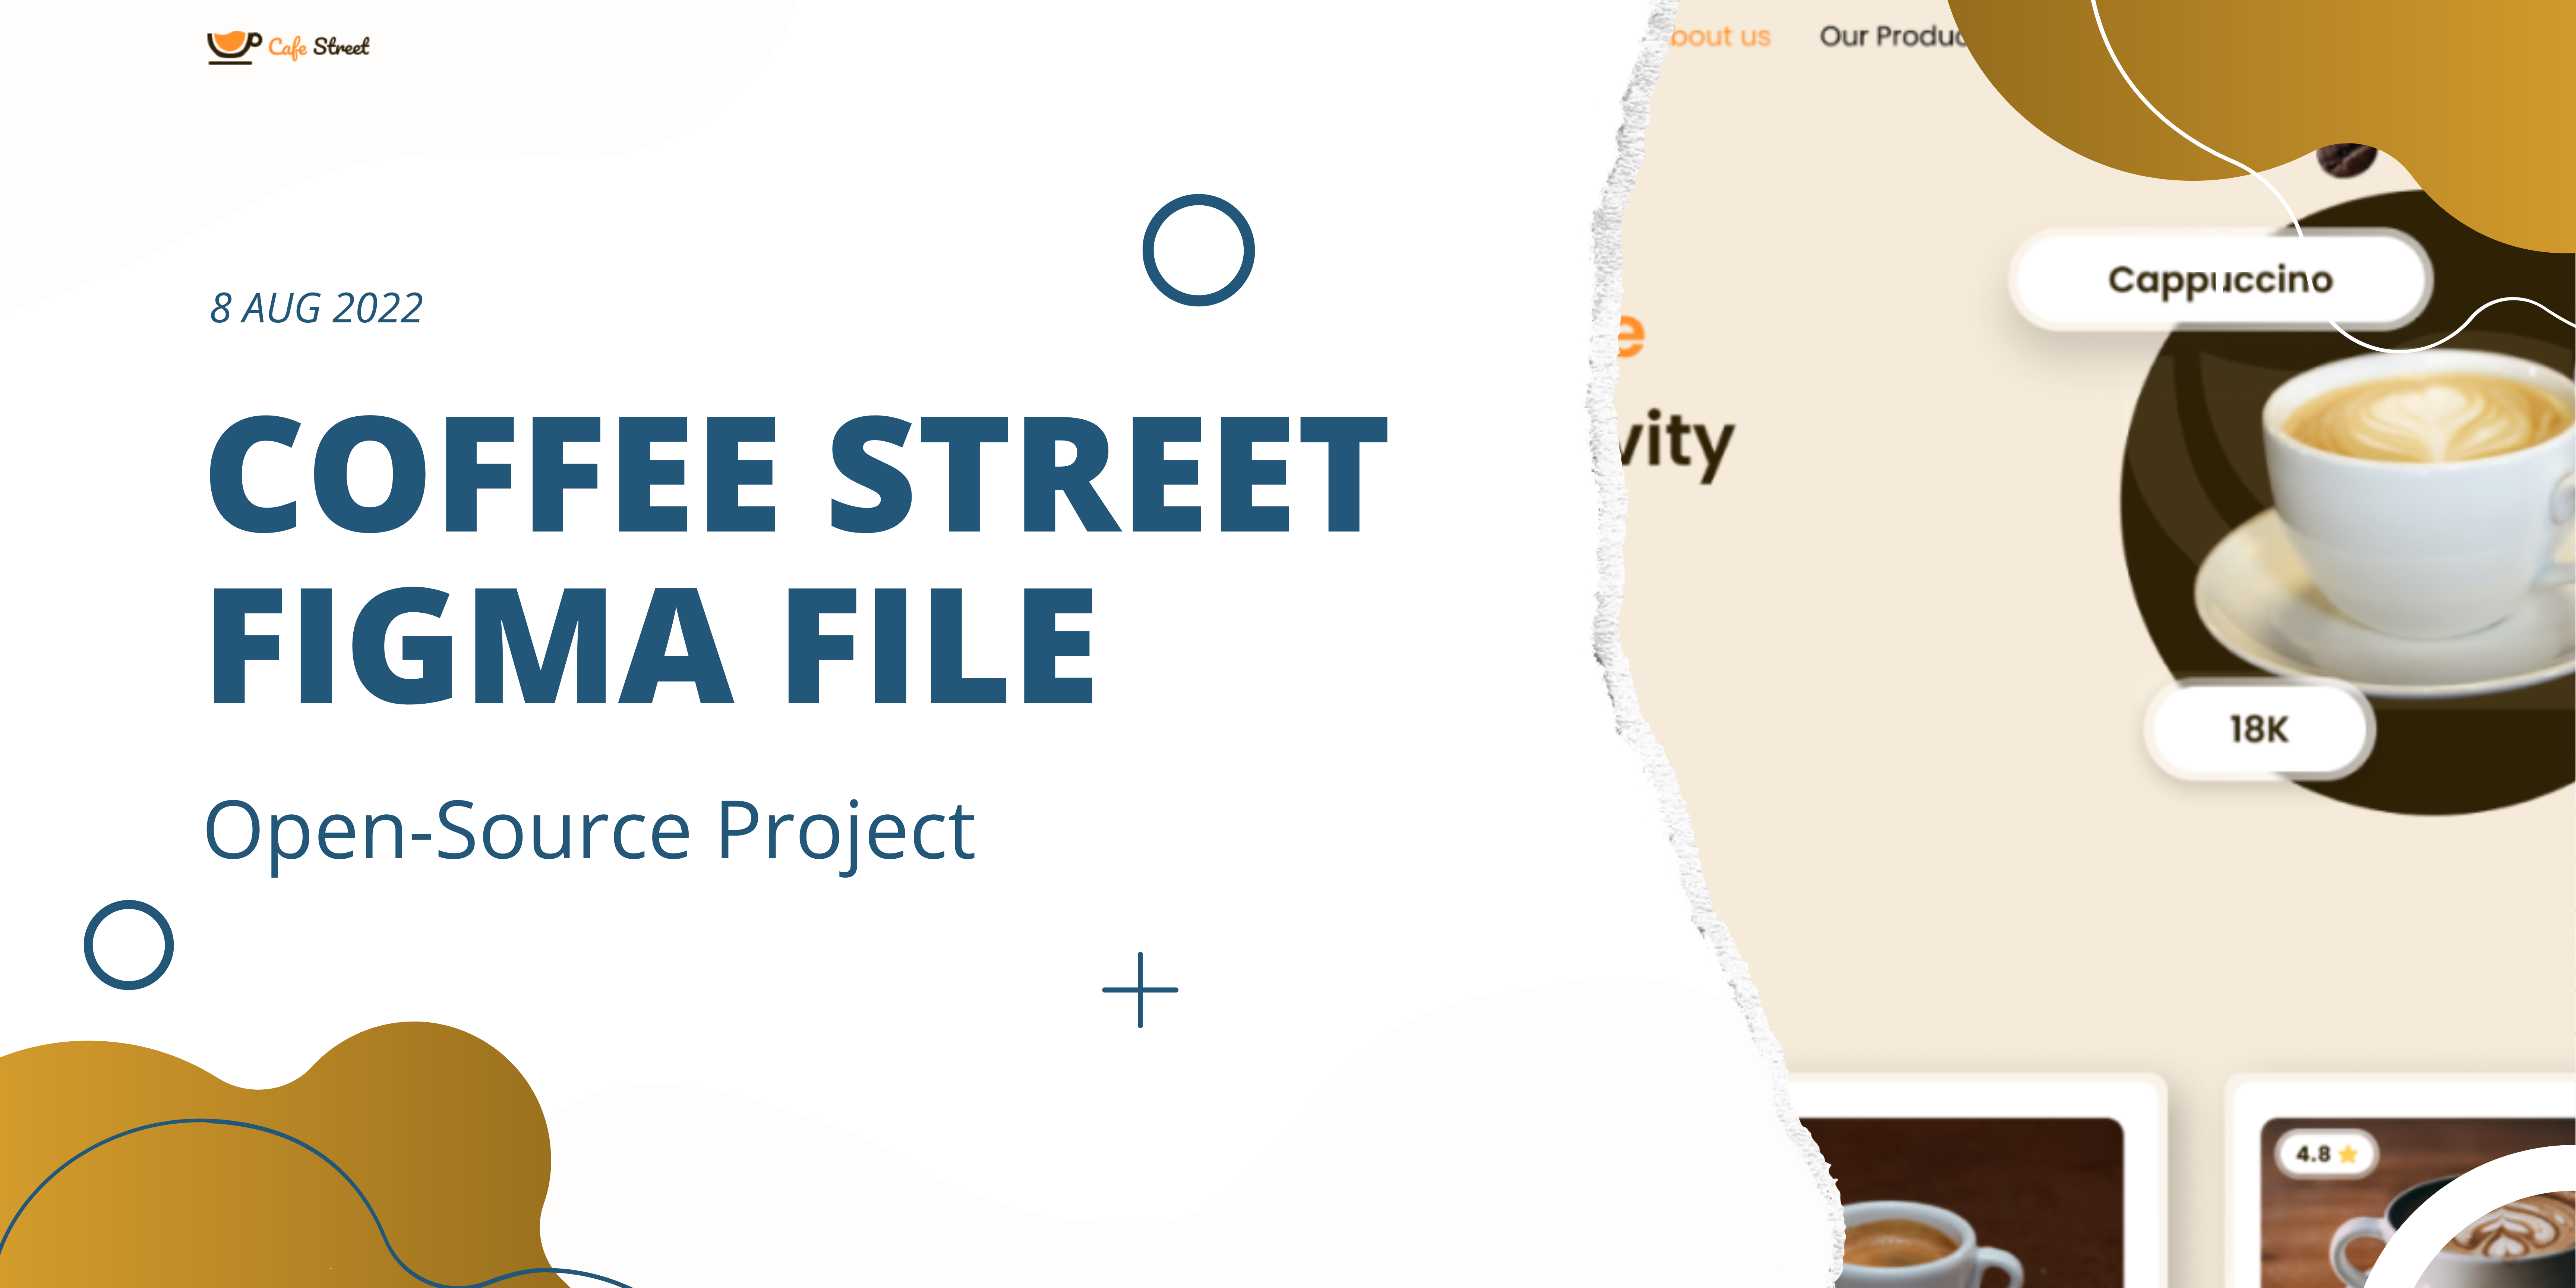 Cafe Street
8 AUG 2022
COFFEE STREET
FIGMA FILE
Open-Source Project
bout us
Our Produc
Cappuccino
e
vity
18K
4.8